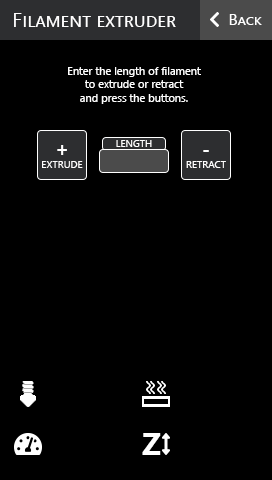 Filament extruder
Back
Enter the length of filament
to extrude or retract
and press the buttons.
+
EXTRUDE
LENGTH
-
RETRACT
Z